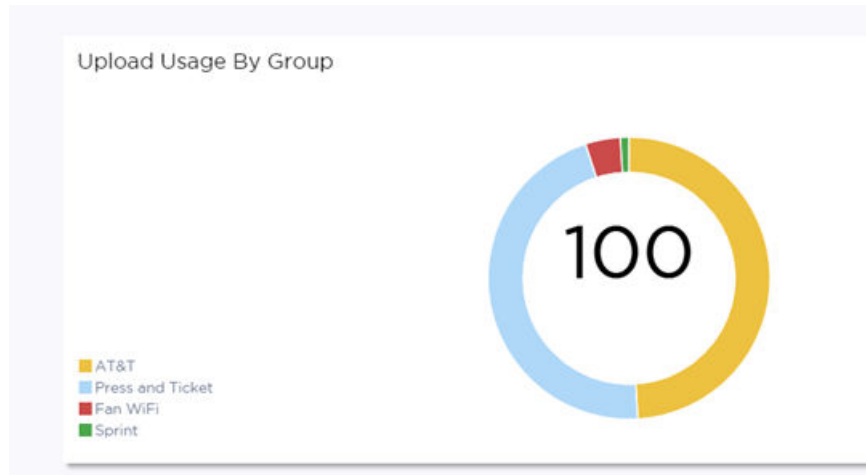 Upload Usage By Group
100
AT&T
Press and Ticket
Fan WiFi
Sprint